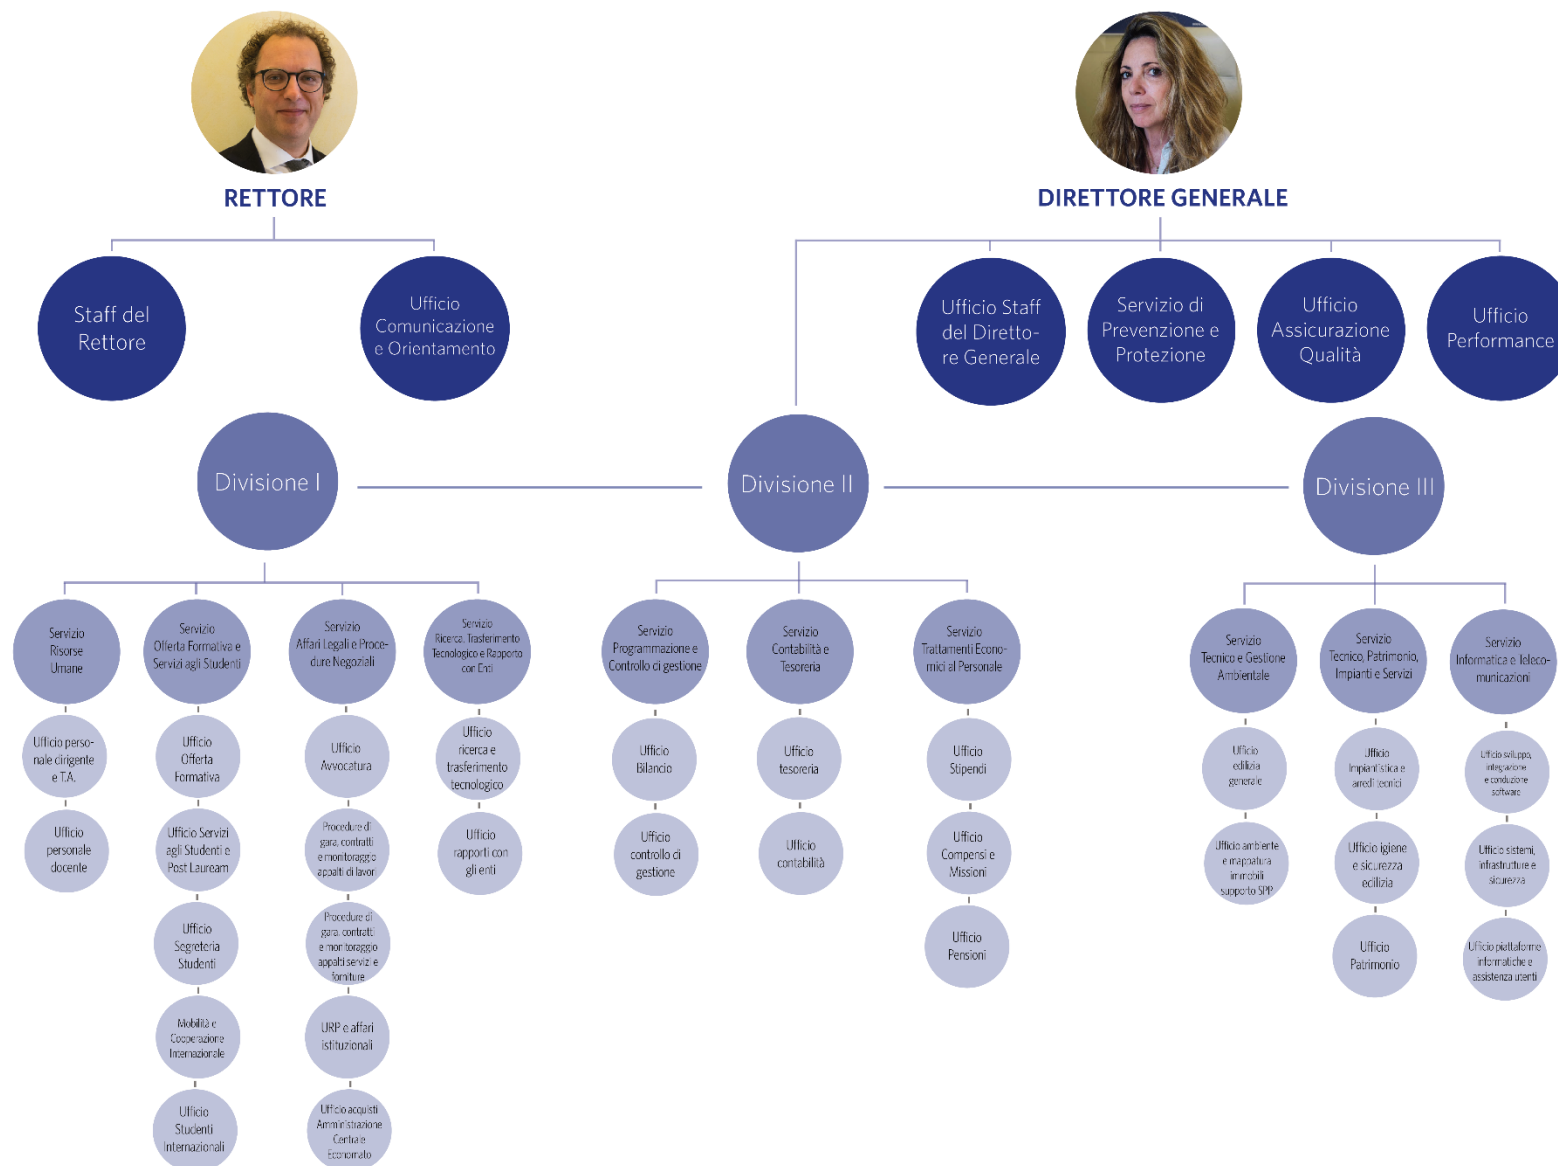 RETTORE
DIRETTORE GENERALE
Staff del
Rettore
Ufficio
Comunicazione
e Orientamento
Ufficio Staff
del Diretto-
re Generale
Servizio di
Prevenzione e
Protezione
Ufficio
Assicurazione
Qualità
Ufficio
Performance
Divisione I
Divisione II
Divisione III
Servizio
Risorse
Umane
Servizio
Offerta Formativa e
Servizi agli Studenti
Servizio
Affari Legali e Proce-
dure Negoziali
Servizio
Ricerca, Trasferimento
Tecnologico e Rapporto
con Enti
Servizio
Programmazione e
Controllo di gestione
Servizio
Contabilità e
Tesoreria
Servizio
Trattamenti Econo-
mici al Personale
Servizio
Tecnico e Gestione
Ambientale
Servizio
Tecnico, Patrimonio,
Impianti e Servizi
Servizio
Informatica e Teleco-
municazioni
Ufficio perso-
nale dirigente
e T.A.
Ufficio
Offerta
Formativa
Ufficio
Avvocatura
Ufficio
ricerca e
trasferimento
tecnologico
Ufficio
Bilancio
Ufficio
tesoreria
Ufficio
Stipendi
Ufficio
edilizia
generale
Ufficio
Impiantistica e
arredi tecnici
Ufficio sviluppo,
integrazione
e conduzione
software
Ufficio
personale
docente
Ufficio Servizi
agli Studenti e
Post Lauream
Procedure di
gara, contratti
e monitoraggio
appalti di lavori
Ufficio
rapporti con
gli enti
Ufficio
controllo di
gestione
Ufficio
contabilità
Ufficio
Compensi e
Missioni
Ufficio ambiente
e mappatura
immobili
supporto SPP
Ufficio igiene
e sicurezza
edilizia
Ufficio sistemi,
infrastrutture e
sicurezza
Ufficio
Segreteria
Studenti
Procedure di
gara, contratti
e monitoraggio
appalti servizi e
forniture
Ufficio
Pensioni
Ufficio
Patrimonio
Ufficio piattaforme
informatiche e
assistenza utenti
Mobilità e
Cooperazione
Internazionale
URP e affari
istituzionali
Ufficio
Studenti
Internazionali
Ufficio acquisti
Amministrazione
Centrale
Economato